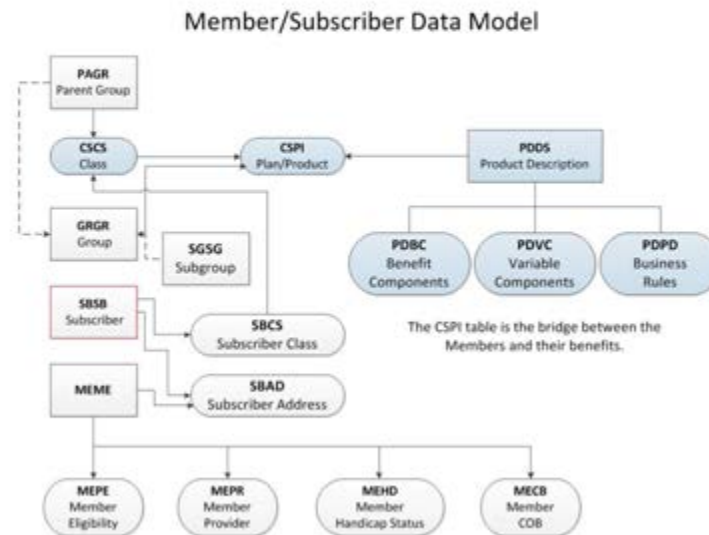 Member/Subscriber Data Model
PAGR
Parent Group
CSCS
Class
CSPI
Plan/Product
PDDS
Product Description
GRGR
Group
SGSG
Subgroup
PDBC
Benefit
Components
PDVC
Variable
Components
PDPD
Business
Rules
SBSB
Subscriber
SBCS
Subscriber Class
The CSPI table is the bridge between the
Members and their benefits.
MEME
SBAD
Subscriber Address
MEPE
Member
Eligibility
MEPR
Member
Provider
MEHD
Member
Handicap Status
MECB
Member
COB